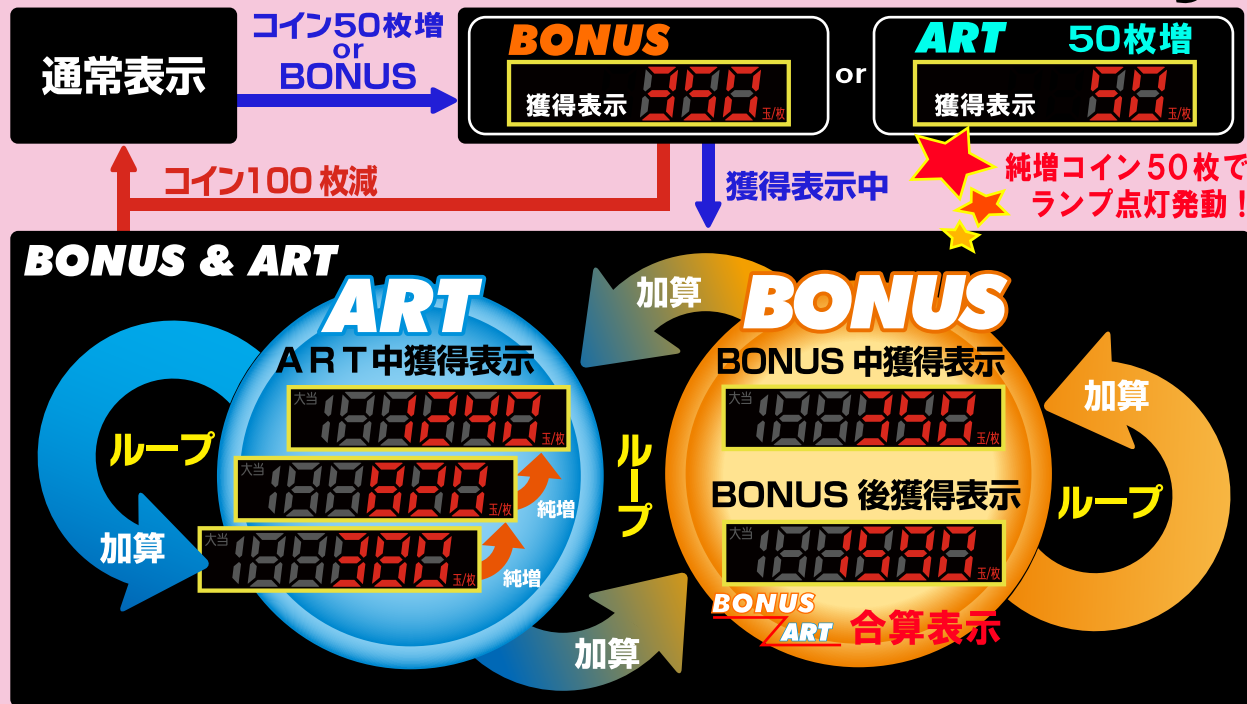 通常表示
コイン50枚増
or
BONUS
BONUS
獲得表示 350 玉/枚
or
ART 50枚増
獲得表示 50 玉/枚
コイン100枚減
獲得表示中
純増コイン50枚で
ランプ点灯発動！
BONUS & ART
ART
ART中獲得表示
大当 1240 玉/枚
大当 820 玉/枚
純増
大当 380 玉/枚
純増
ループ
加算
加算
ループ
加算
BONUS
BONUS 中獲得表示
大当 350 玉/枚
BONUS 後獲得表示
大当 1590 玉/枚
BONUS
ART 合算表示
加算
ループ